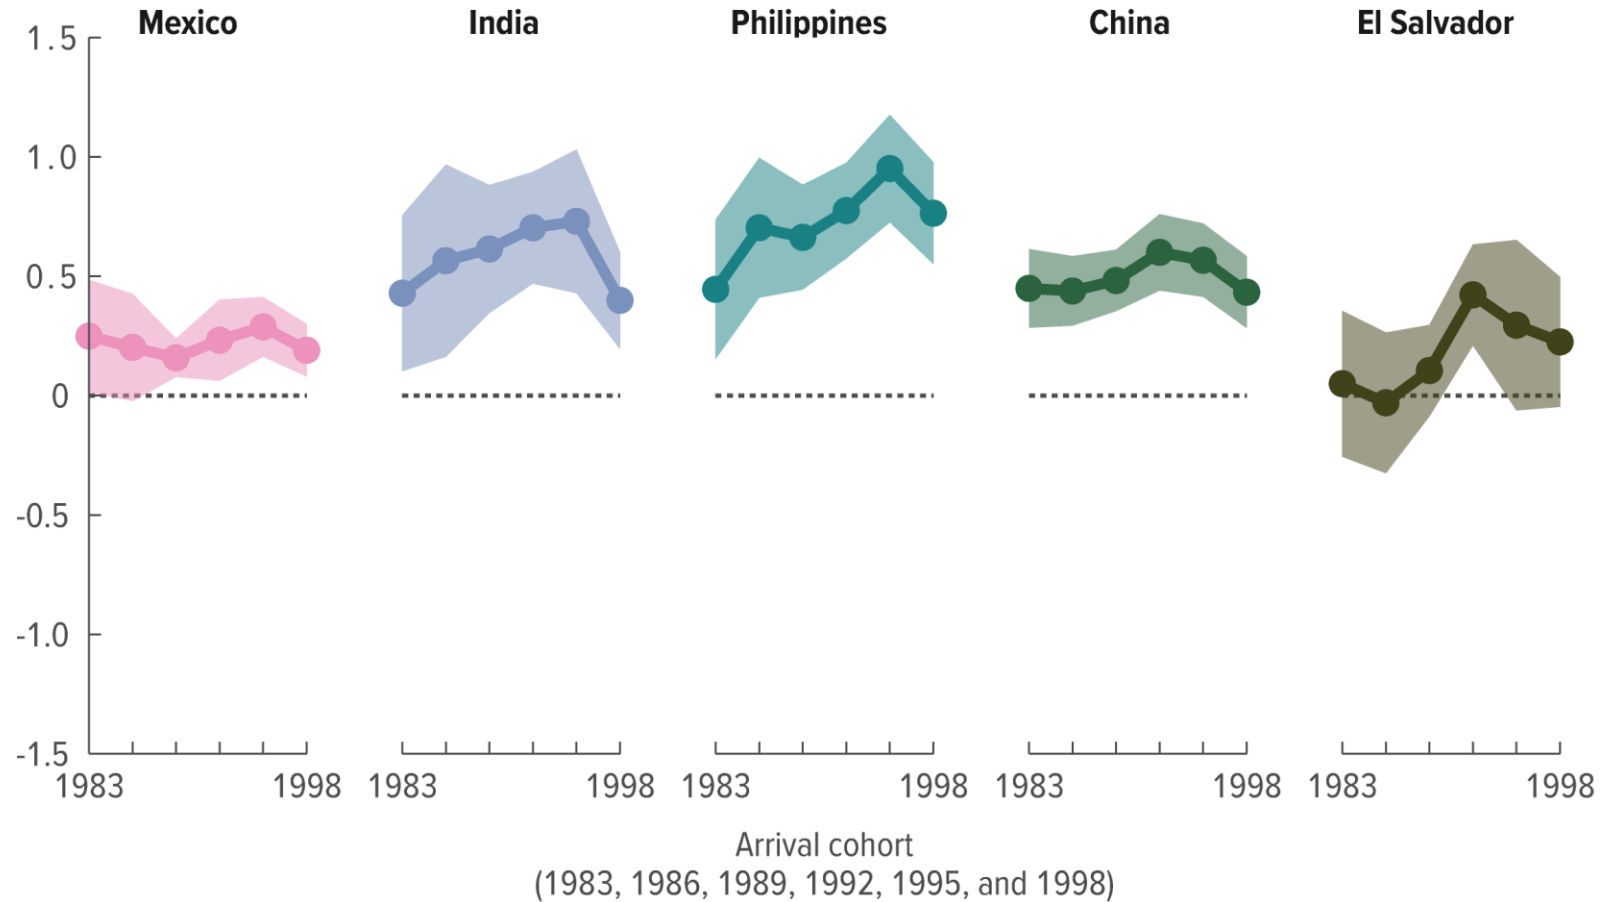 Mexico India Philippines China El Salvador
1.5
1.0
0.5
0
-0.5
-1.0
-1.5
1983 1998 1983 1998 1983 1998 1983 1998 1983 1998
Arrival cohort
(1983, 1986, 1989, 1992, 1995, and 1998)